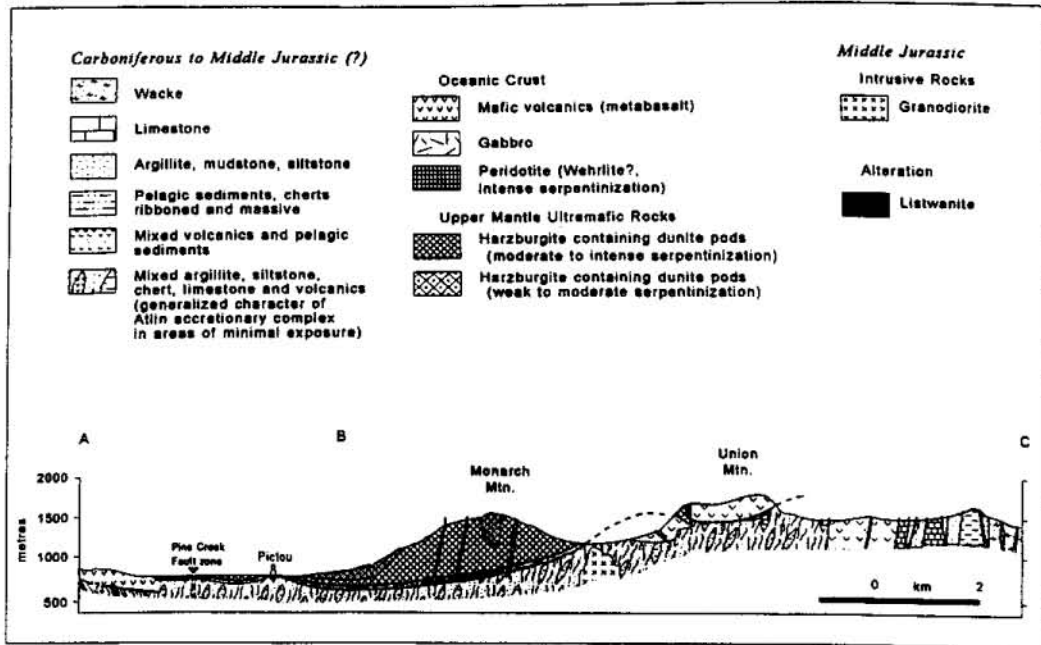 Carboniferous to Middle Jurassic (?)
Wacke
Limestone
Argillite, mudstone, siltstone
Pelagic sediments, cherts
ribboned and massive
Mixed volcanics and pelagic
sediments
Mixed argillite, siltstone,
chert, limestone and volcanics
(generalized character of
Atlin accretionary complex
in areas of minimal exposure)
Oceanic Crust
Mafic volcanics (metabasalt)
Gabbro
Peridotite (Wehrlite?,
intense serpentinization)
Upper Mantle Ultramafic Rocks
Harzburgite containing dunite pods
(moderate to intense serpentinization)
Harzburgite containing dunite pods
(weak to moderate serpentinization)
Middle Jurassic
Intrusive Rocks
Granodiorite
Alteration
Listwanite
A
B
C
Monarch
Mtn.
Union
Mtn.
Pine Creek
Fault zone
Pictou
metres
2000
1500
1000
500
0 km 2